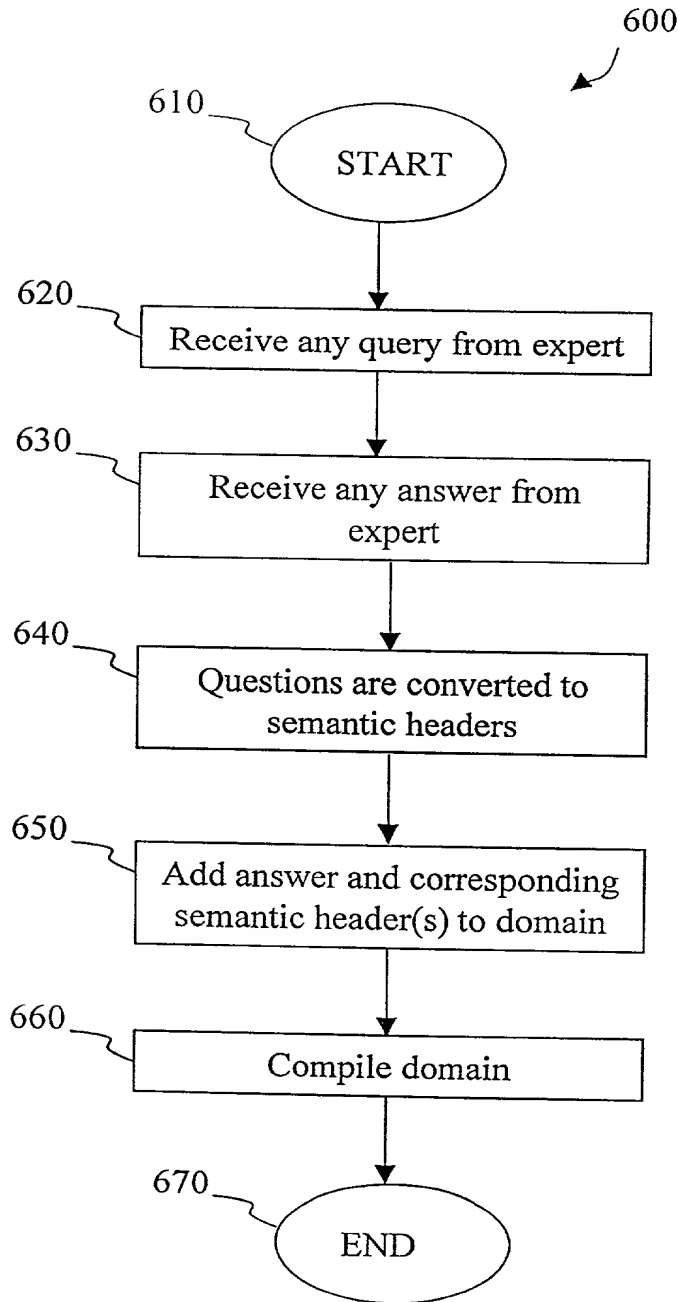 600
610
START
620
Receive any query from expert
630
Receive any answer from
expert
640
Questions are converted to
semantic headers
650
Add answer and corresponding
semantic header(s) to domain
660
Compile domain
670
END